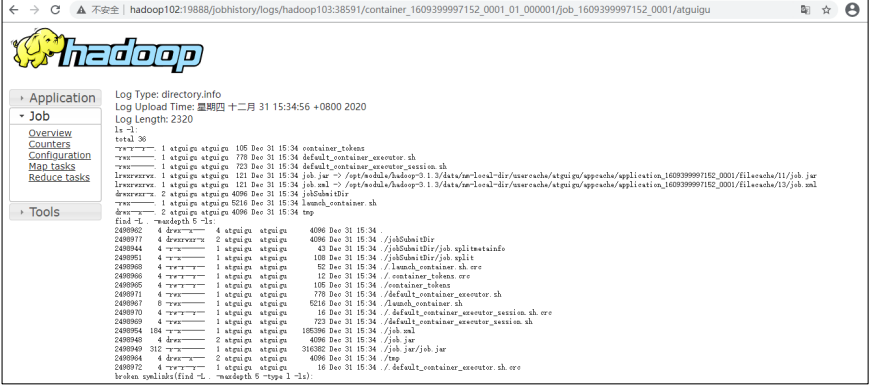 不安全 | hadoop102:19888/jobhistory/logs/hadoop103:38591/container_1609399997152_0001_01_000001/job_1609399997152_0001/atguigu
hadoop
Application
Job
Overview
Counters
Configuration
Map tasks
Reduce tasks
Tools
Log Type: directory.info
Log Upload Time: 星期四 十二月 31 15:34:56 +0800 2020
Log Length: 2320
ls -l:
total 36
-rw-r--r--. 1 atguigu atguigu 105 Dec 31 15:34 container_tokens
-rwx------. 1 atguigu atguigu 778 Dec 31 15:34 default_container_executor.sh
-rwx------. 1 atguigu atguigu 723 Dec 31 15:34 default_container_executor_session.sh
lrwxrwxrwx. 1 atguigu atguigu 121 Dec 31 15:34 job.jar -> /opt/module/hadoop-3.1.3/data/nm-local-dir/usercache/atguigu/appcache/application_1609399997152_0001/filecache/11/job.jar
lrwxrwxrwx. 1 atguigu atguigu 121 Dec 31 15:34 job.xml -> /opt/module/hadoop-3.1.3/data/nm-local-dir/usercache/atguigu/appcache/application_1609399997152_0001/filecache/13/job.xml
drwxrwxr-x. 2 atguigu atguigu 4096 Dec 31 15:34 jobSubmitDir
-rwx------. 1 atguigu atguigu 5216 Dec 31 15:34 launch_container.sh
drwx--x---. 2 atguigu atguigu 4096 Dec 31 15:34 tmp
find -L . -maxdepth 5 -ls:
2498962 4 drwx--x--- 4 atguigu atguigu 4096 Dec 31 15:34 .
2498977 4 drwxrwxr-x 2 atguigu atguigu 4096 Dec 31 15:34 ./jobSubmitDir
2498944 4 -r-x------ 1 atguigu atguigu 43 Dec 31 15:34 ./jobSubmitDir/job.splitmetainfo
2498951 4 -r-x------ 1 atguigu atguigu 108 Dec 31 15:34 ./jobSubmitDir/job.split
2498968 4 -rw-r--r-- 1 atguigu atguigu 52 Dec 31 15:34 ./.launch_container.sh.crc
2498966 4 -rw-r--r-- 1 atguigu atguigu 12 Dec 31 15:34 ./.container_tokens.crc
2498965 4 -rw-r--r-- 1 atguigu atguigu 105 Dec 31 15:34 ./container_tokens
2498971 4 -rwx------ 1 atguigu atguigu 778 Dec 31 15:34 ./default_container_executor.sh
2498967 8 -rwx------ 1 atguigu atguigu 5216 Dec 31 15:34 ./launch_container.sh
2498970 4 -rw-r--r-- 1 atguigu atguigu 16 Dec 31 15:34 ./.default_container_executor_session.sh.crc
2498969 4 -rwx------ 1 atguigu atguigu 723 Dec 31 15:34 ./default_container_executor_session.sh
2498954 184 -r-x------ 1 atguigu atguigu 185396 Dec 31 15:34 ./job.xml
2498948 4 drwx------ 2 atguigu atguigu 4096 Dec 31 15:34 ./job.jar
2498949 312 -r-x------ 1 atguigu atguigu 316382 Dec 31 15:34 ./job.jar/job.jar
2498964 4 drwx--x--- 2 atguigu atguigu 4096 Dec 31 15:34 ./tmp
2498972 4 -rw-r--r-- 1 atguigu atguigu 16 Dec 31 15:34 ./.default_container_executor.sh.crc
broken symlinks(find -L . -maxdepth 5 -type l -ls):